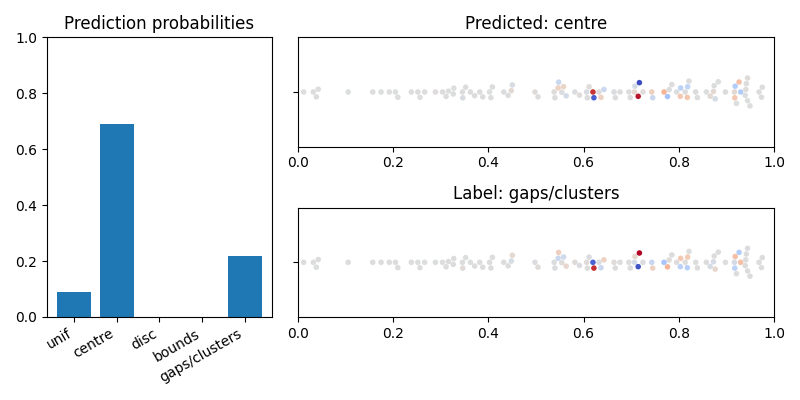 Prediction probabilities
1.0
0.8
0.6
0.4
0.2
0.0
unif
centre
disc
bounds
gaps/clusters
Predicted: centre
0.0 0.2 0.4 0.6 0.8 1.0
Label: gaps/clusters
0.0 0.2 0.4 0.6 0.8 1.0